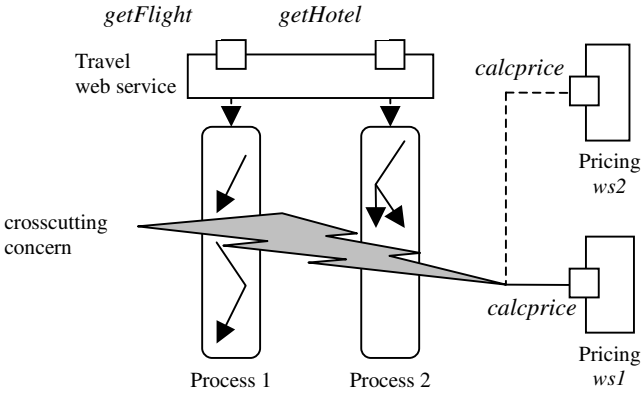 getFlight getHotel
Travel
web service
calcprice
Pricing
ws2
crosscutting
concern
calcprice
Pricing
ws1
Process 1 Process 2